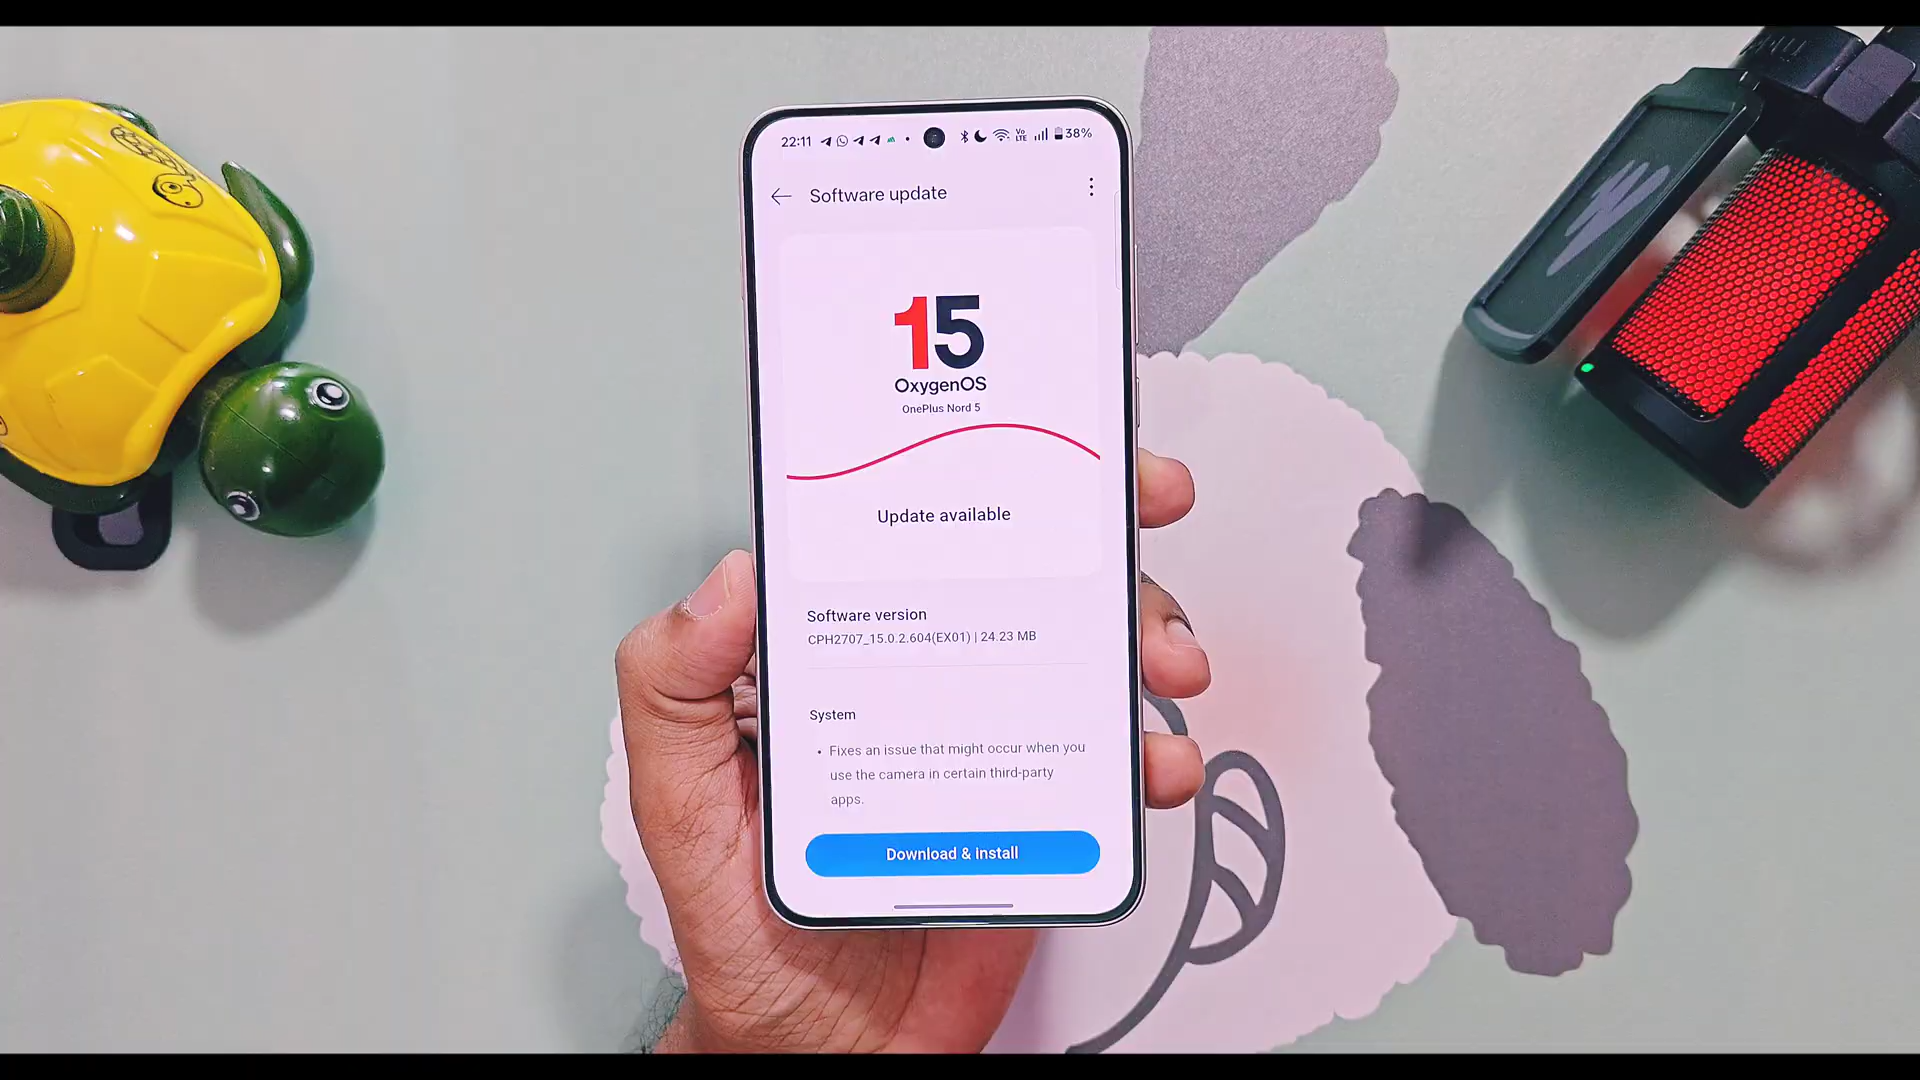 22:11 Vo LTE 38%
Software update
15
OxygenOS
OnePlus Nord 5
Update available
Software version
CPH2707_15.0.2.604(EX01) | 24.23 MB
System
• Fixes an issue that might occur when you
use the camera in certain third-party
apps.
Download & install